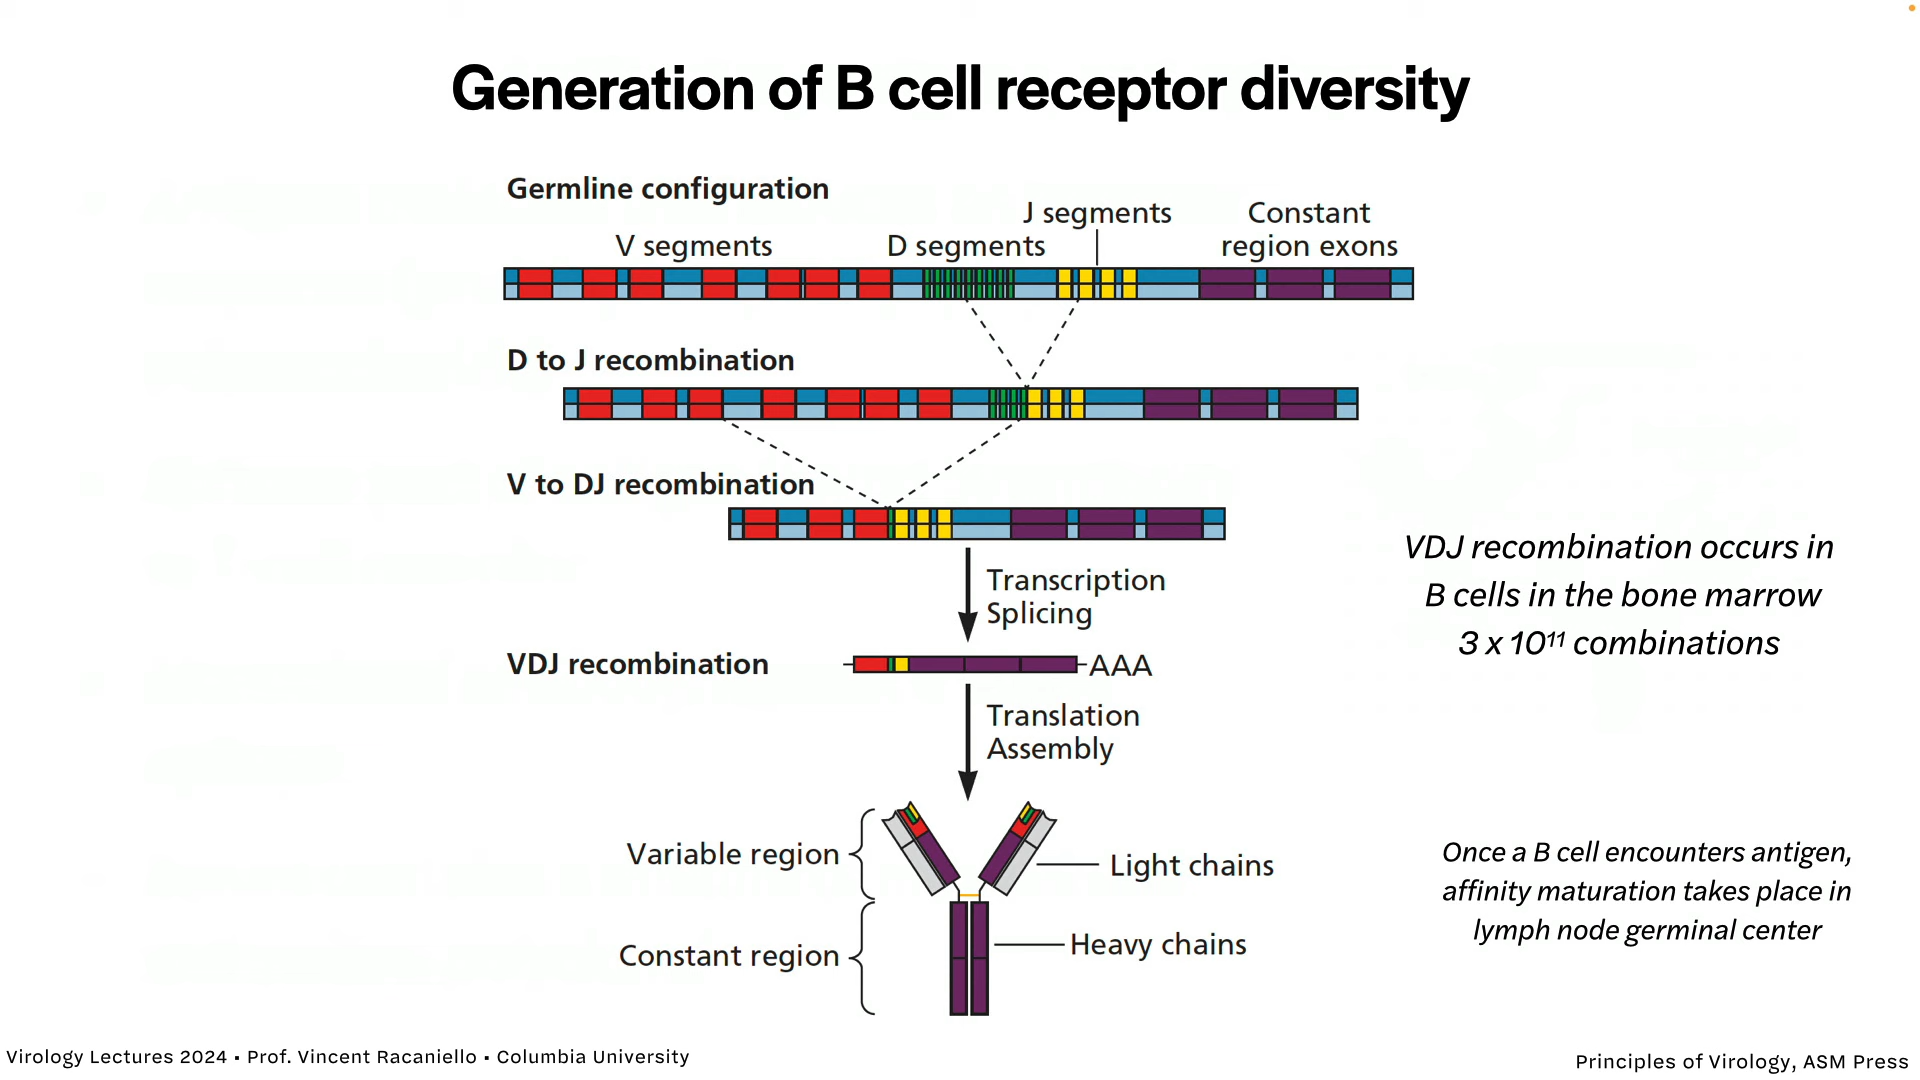 Generation of B cell receptor diversity
Germline configuration
V segments
D segments
J segments
Constant
region exons
D to J recombination
V to DJ recombination
Transcription
Splicing
VDJ recombination
AAA
Translation
Assembly
Variable region
Light chains
Constant region
Heavy chains
VDJ recombination occurs in
B cells in the bone marrow
3 x 10¹¹ combinations
Once a B cell encounters antigen,
affinity maturation takes place in
lymph node germinal center
Virology Lectures 2024 • Prof. Vincent Racaniello • Columbia University
Principles of Virology, ASM Press